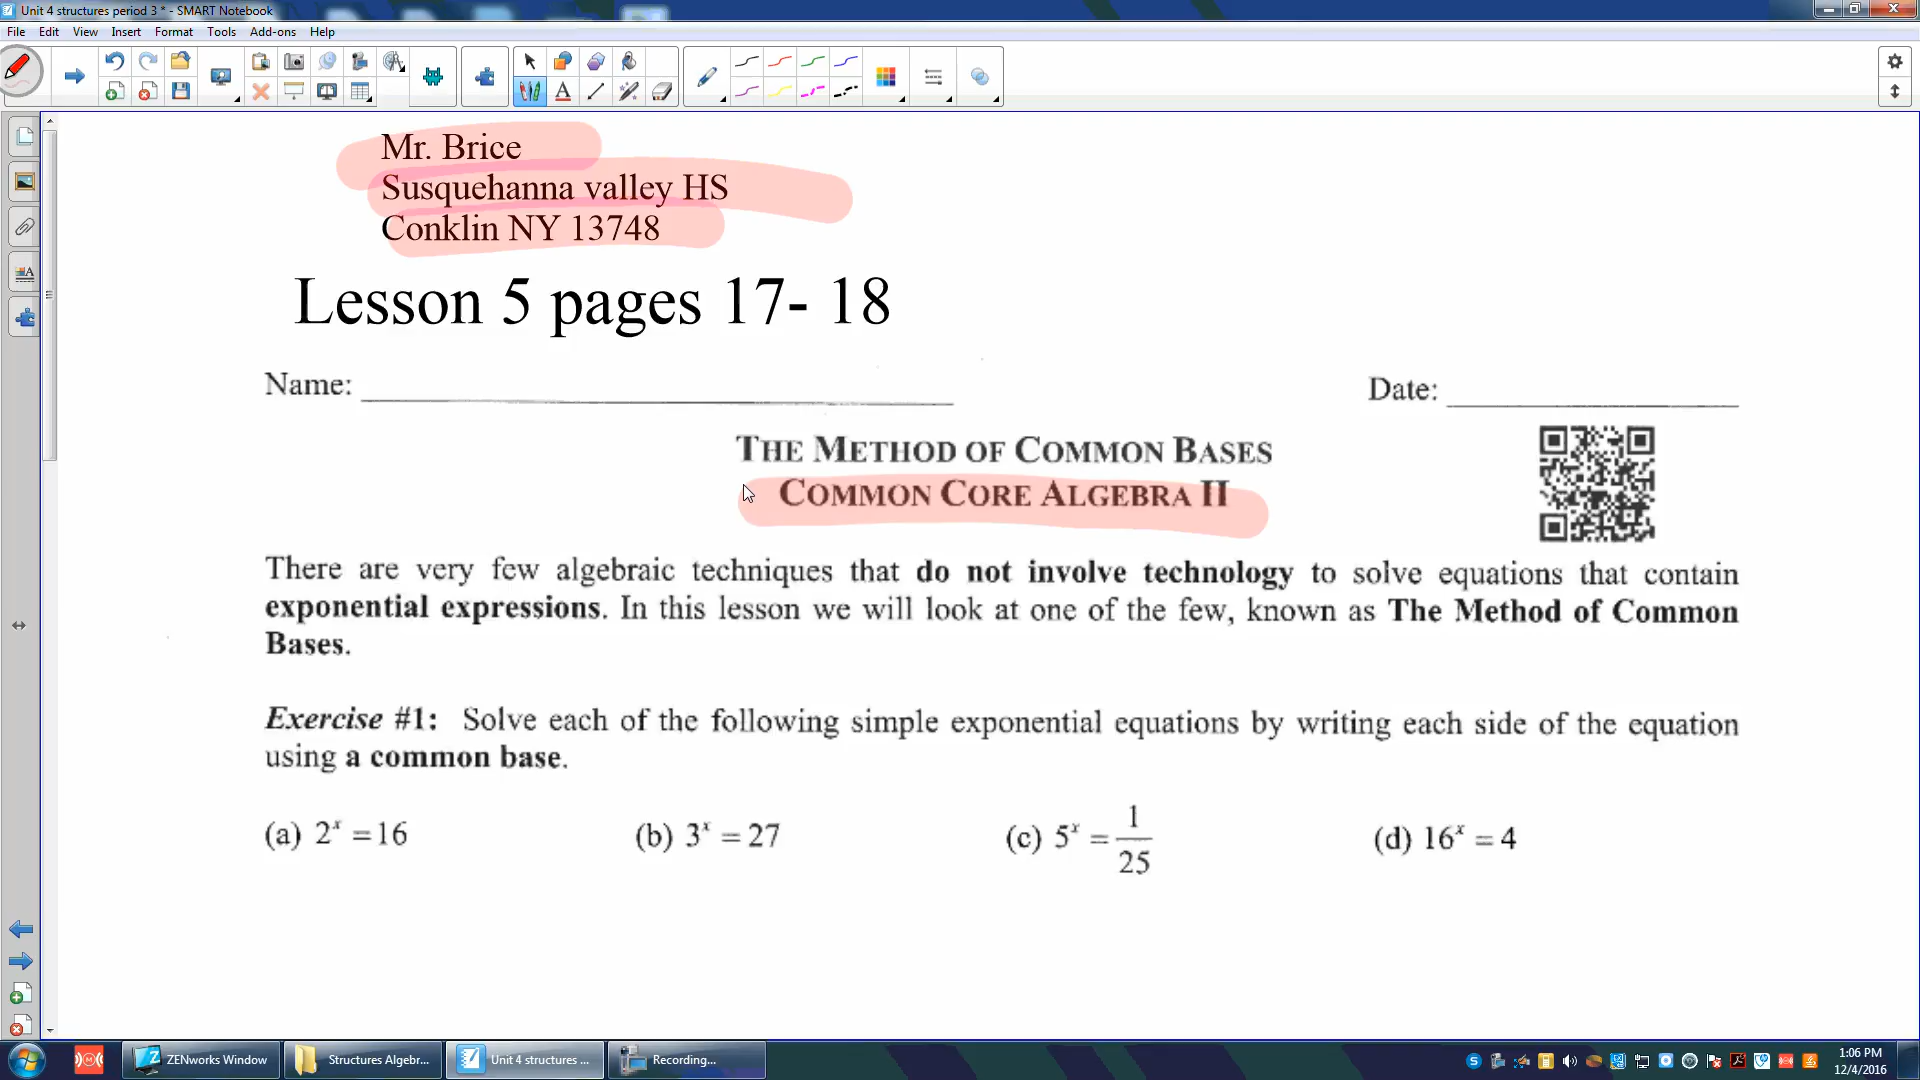 Unit 4 structures period 3 * - SMART Notebook
File Edit View Insert Format Tools Add-ons Help
Mr. Brice
Susquehanna valley HS
Conklin NY 13748
Lesson 5 pages 17- 18
Name: Date:
THE METHOD OF COMMON BASES
COMMON CORE ALGEBRA II
There are very few algebraic techniques that do not involve technology to solve equations that contain
exponential expressions. In this lesson we will look at one of the few, known as The Method of Common
Bases.
Exercise #1: Solve each of the following simple exponential equations by writing each side of the equation
using a common base.
(a) 2ˣ = 16 (b) 3ˣ = 27 (c) 5ˣ = 1/25 (d) 16ˣ = 4
ZENworks Window Structures Algebr... Unit 4 structures ... Recording... 1:06 PM
12/4/2016